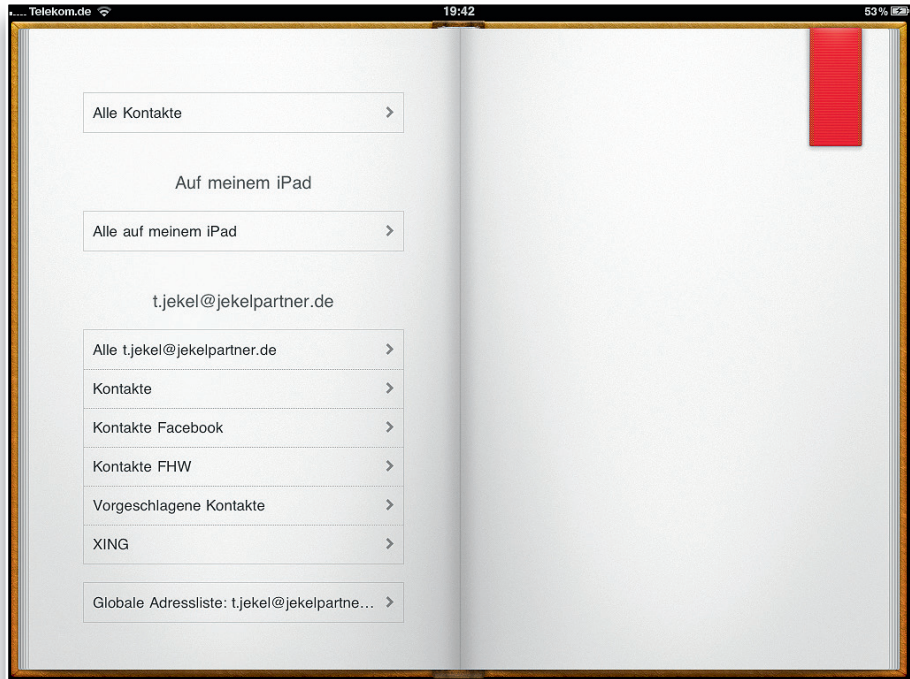 Telekom.de 19:42 53%
Alle Kontakte
Auf meinem iPad
Alle auf meinem iPad
t.jekel@jekelpartner.de
Alle t.jekel@jekelpartner.de
Kontakte
Kontakte Facebook
Kontakte FHW
Vorgeschlagene Kontakte
XING
Globale Adressliste: t.jekel@jekelpartne...